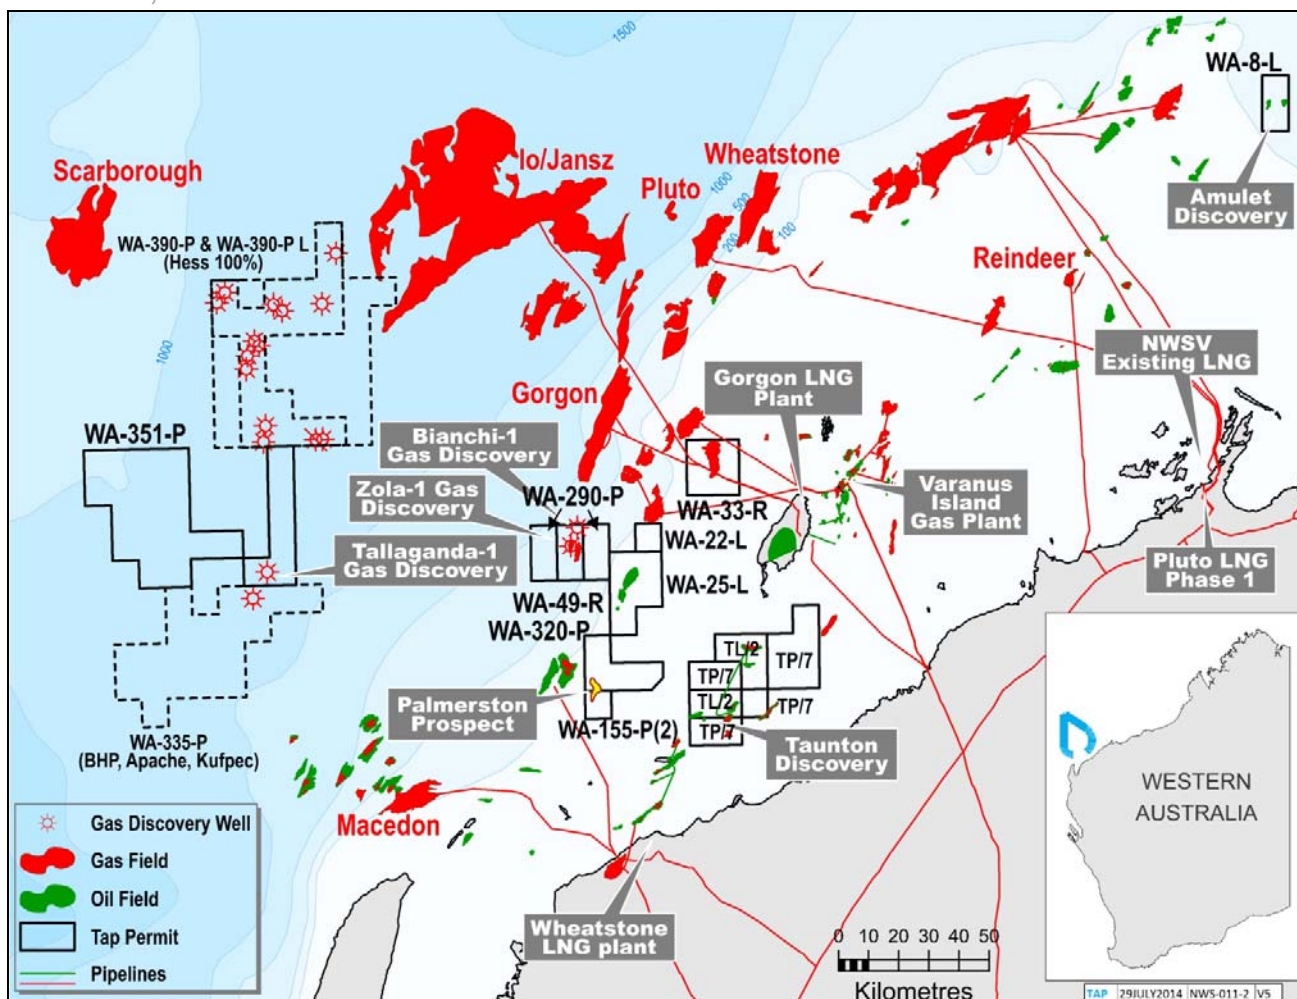 1500
WA-8-L
Scarborough
Io/Jansz
Wheatstone
Pluto
1000
500
200
100
Amulet
Discovery
WA-390-P & WA-390-P L
(Hess 100%)
Reindeer
1000
NWSV
Existing LNG
Gorgon LNG
Plant
Gorgon
WA-351-P
Bianchi-1
Gas Discovery
Zola-1 Gas
Discovery
WA-290-P
WA-33-R
Varanus
Island
Gas Plant
WA-22-L
Tallaganda-1
Gas Discovery
Pluto LNG
Phase 1
WA-25-L
WA-49-R
WA-320-P
TL/2
TP/7
TP/7
TL/2
TP/7
TP/7
Palmerston
Prospect
WA-155-P(2)
Taunton
Discovery
WA-335-P
(BHP, Apache, Kufpec)
WESTERN
AUSTRALIA
Macedon
Gas Discovery Well
Gas Field
Oil Field
Tap Permit
Pipelines
Wheatstone
LNG plant
0 10 20 30 40 50
Kilometres
TAP 29JULY2014 NWS-011-2 V5